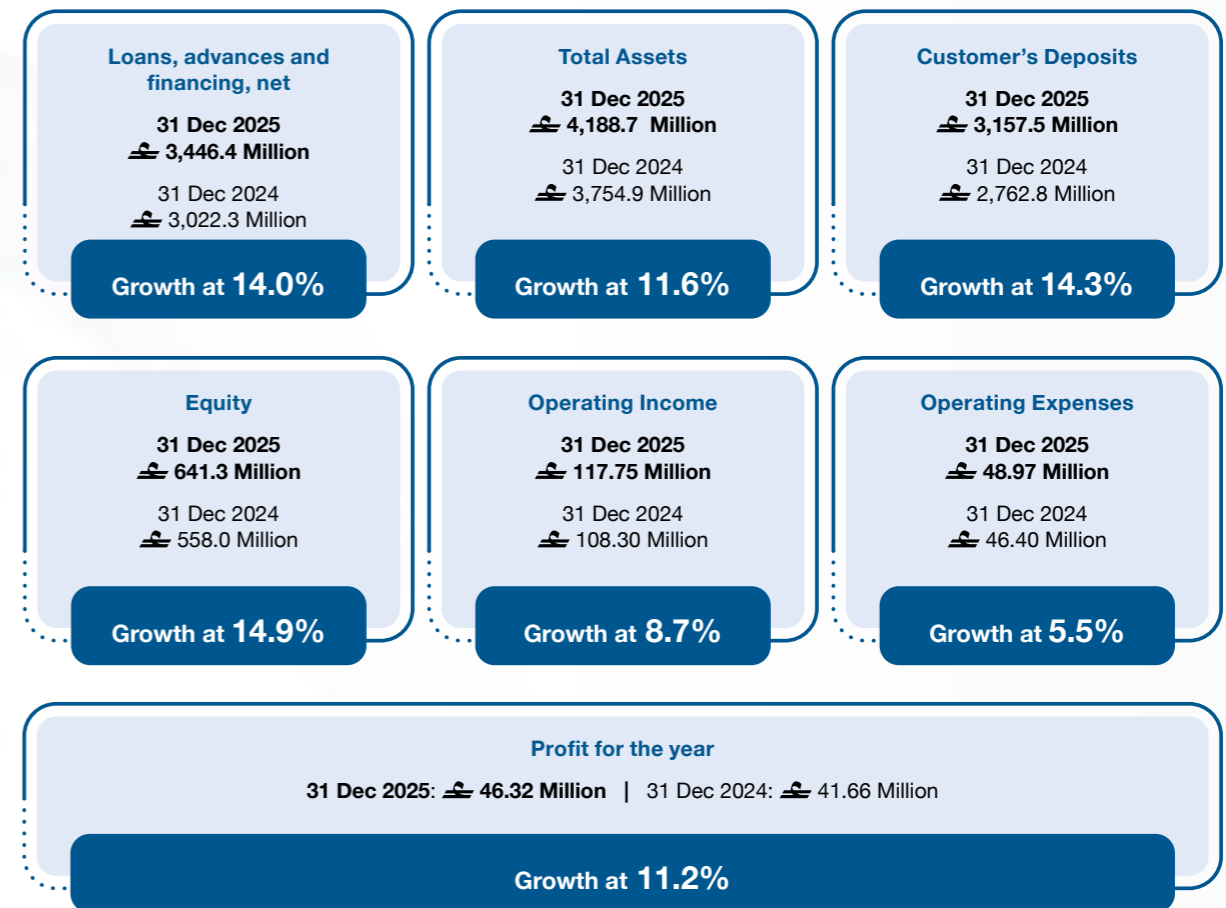 Loans, advances and
financing, net
31 Dec 2025
3,446.4 Million
31 Dec 2024
3,022.3 Million
Growth at 14.0%
Total Assets
31 Dec 2025
4,188.7 Million
31 Dec 2024
3,754.9 Million
Growth at 11.6%
Customer's Deposits
31 Dec 2025
3,157.5 Million
31 Dec 2024
2,762.8 Million
Growth at 14.3%
Equity
31 Dec 2025
641.3 Million
31 Dec 2024
558.0 Million
Growth at 14.9%
Operating Income
31 Dec 2025
117.75 Million
31 Dec 2024
108.30 Million
Growth at 8.7%
Operating Expenses
31 Dec 2025
48.97 Million
31 Dec 2024
46.40 Million
Growth at 5.5%
Profit for the year
31 Dec 2025: 46.32 Million | 31 Dec 2024: 41.66 Million
Growth at 11.2%